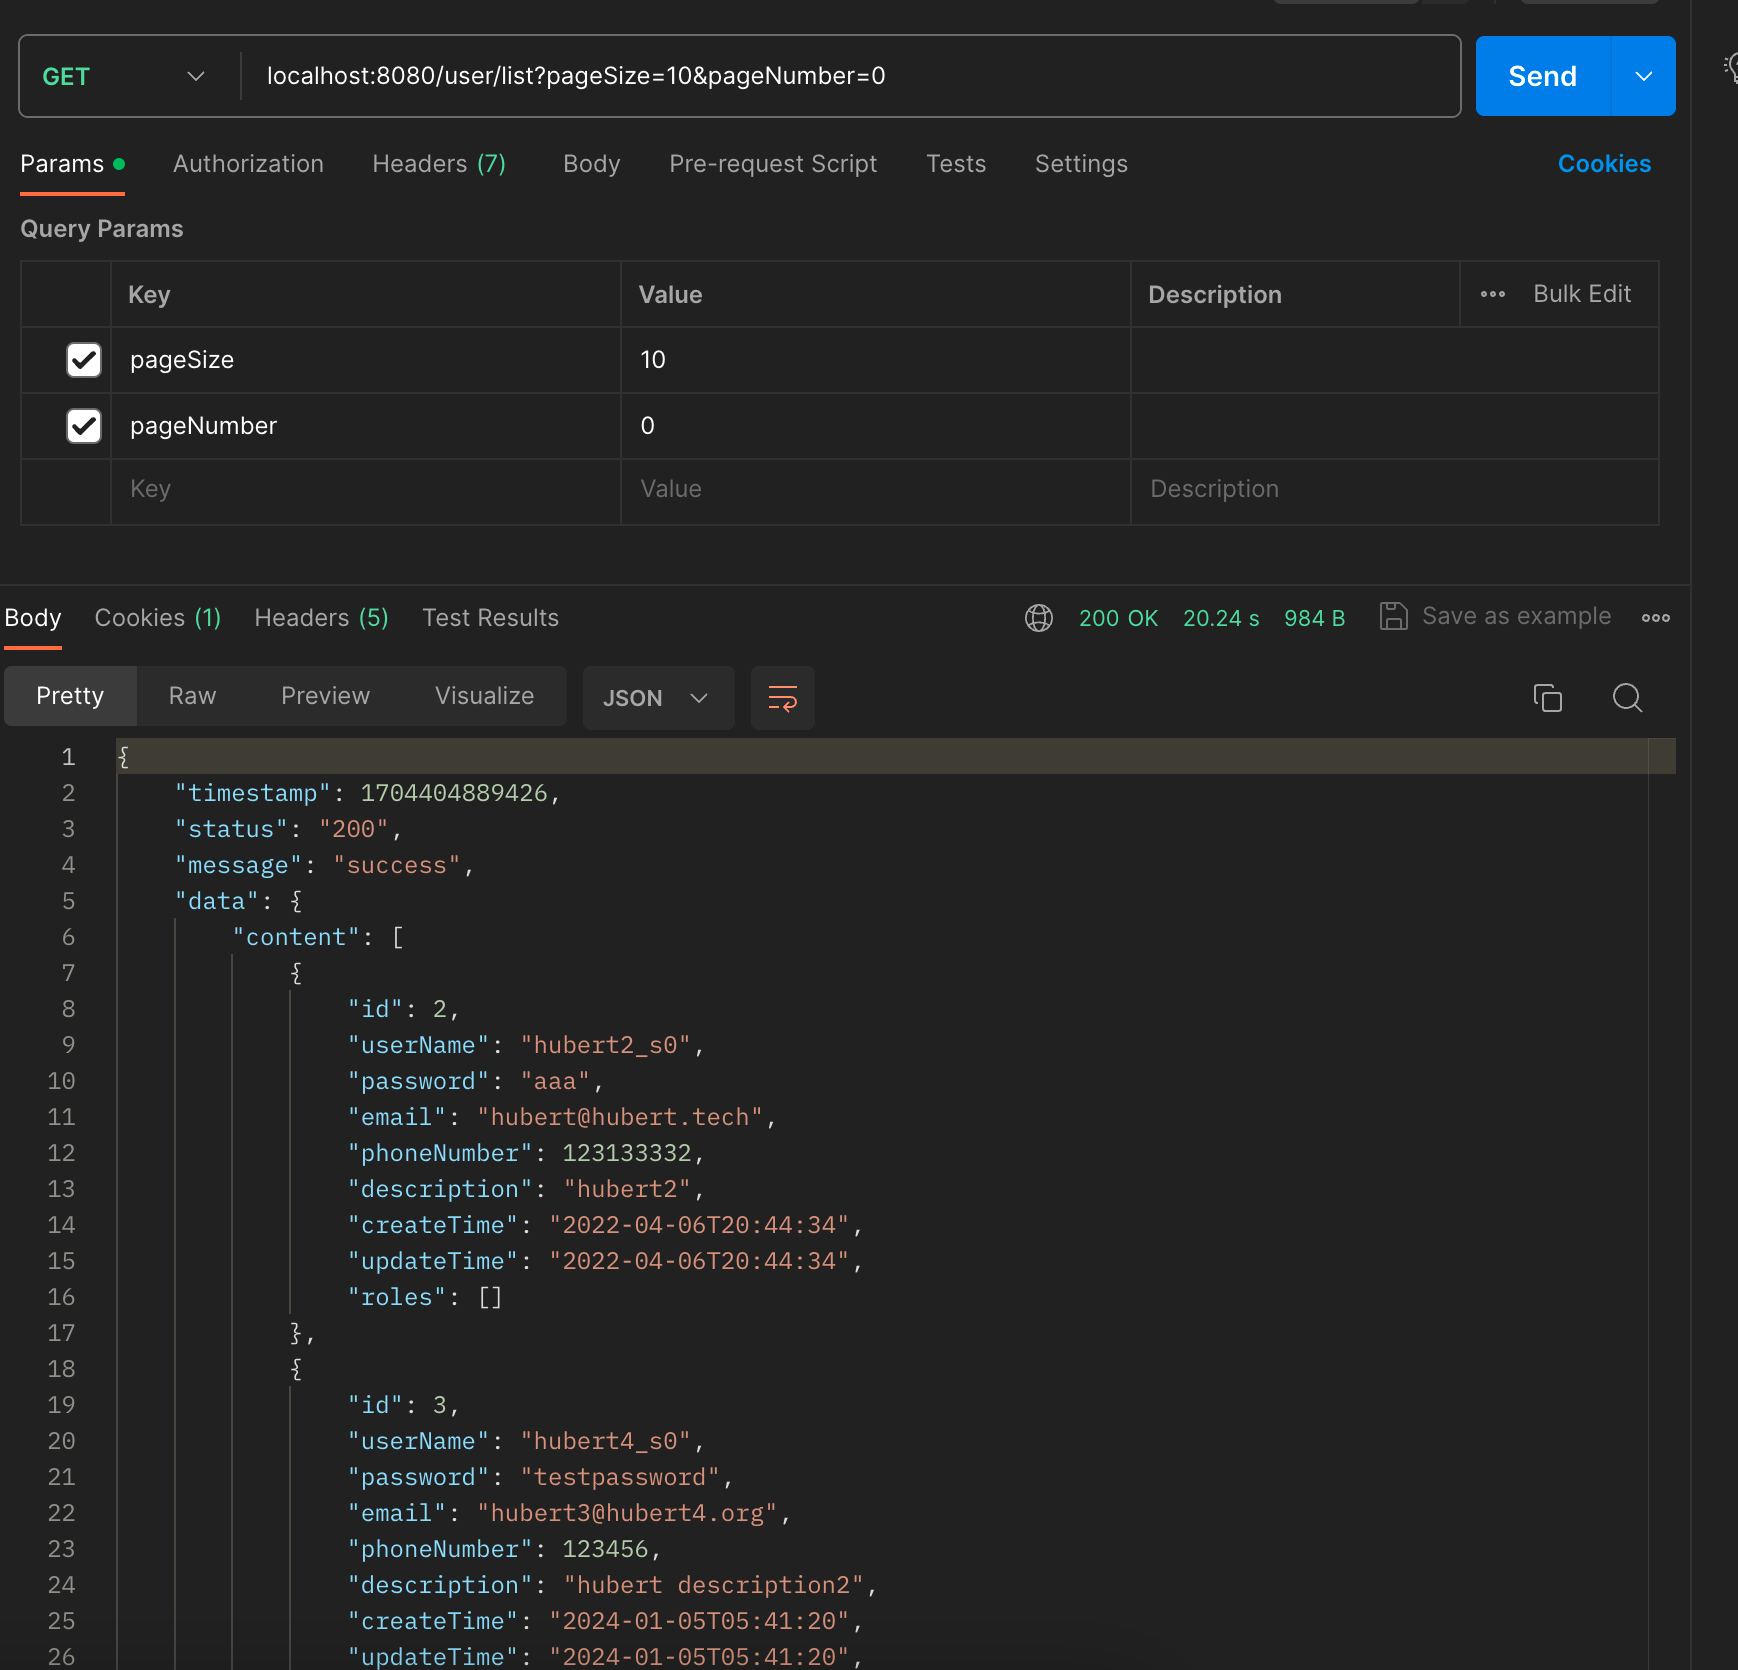 GET localhost:8080/user/list?pageSize=10&pageNumber=0 Send
Params Authorization Headers (7) Body Pre-request Script Tests Settings Cookies
Query Params
Key Value Description Bulk Edit
pageSize 10
pageNumber 0
Key Value Description
Body Cookies (1) Headers (5) Test Results 200 OK 20.24 s 984 B Save as example
Pretty Raw Preview Visualize JSON
1 {
2 "timestamp": 1704404889426,
3 "status": "200",
4 "message": "success",
5 "data": {
6 "content": [
7 {
8 "id": 2,
9 "userName": "hubert2_s0",
10 "password": "aaa",
11 "email": "hubert@hubert.tech",
12 "phoneNumber": 123133332,
13 "description": "hubert2",
14 "createTime": "2022-04-06T20:44:34",
15 "updateTime": "2022-04-06T20:44:34",
16 "roles": []
17 },
18 {
19 "id": 3,
20 "userName": "hubert4_s0",
21 "password": "testpassword",
22 "email": "hubert3@hubert4.org",
23 "phoneNumber": 123456,
24 "description": "hubert description2",
25 "createTime": "2024-01-05T05:41:20",
26 "updateTime": "2024-01-05T05:41:20",